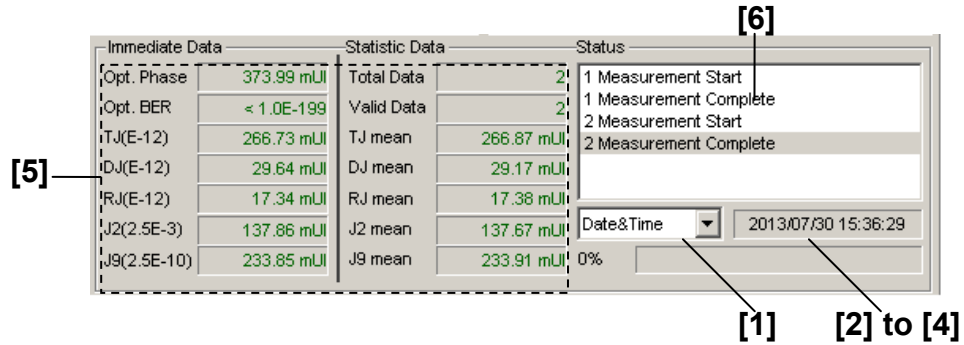 [6]
Immediate Data Statistic Data Status
Opt. Phase 373.99 mUI Total Data 2 1 Measurement Start
Opt. BER < 1.0E-199 Valid Data 2 1 Measurement Complete
TJ(E-12) 266.73 mUI TJ mean 266.87 mUI 2 Measurement Start
2 Measurement Complete
[5] DJ(E-12) 29.64 mUI DJ mean 29.17 mUI
RJ(E-12) 17.34 mUI RJ mean 17.38 mUI
J2(2.5E-3) 137.86 mUI J2 mean 137.67 mUI Date&Time 2013/07/30 15:36:29
J9(2.5E-10) 233.85 mUI J9 mean 233.91 mUI 0%
[1] [2] to [4]